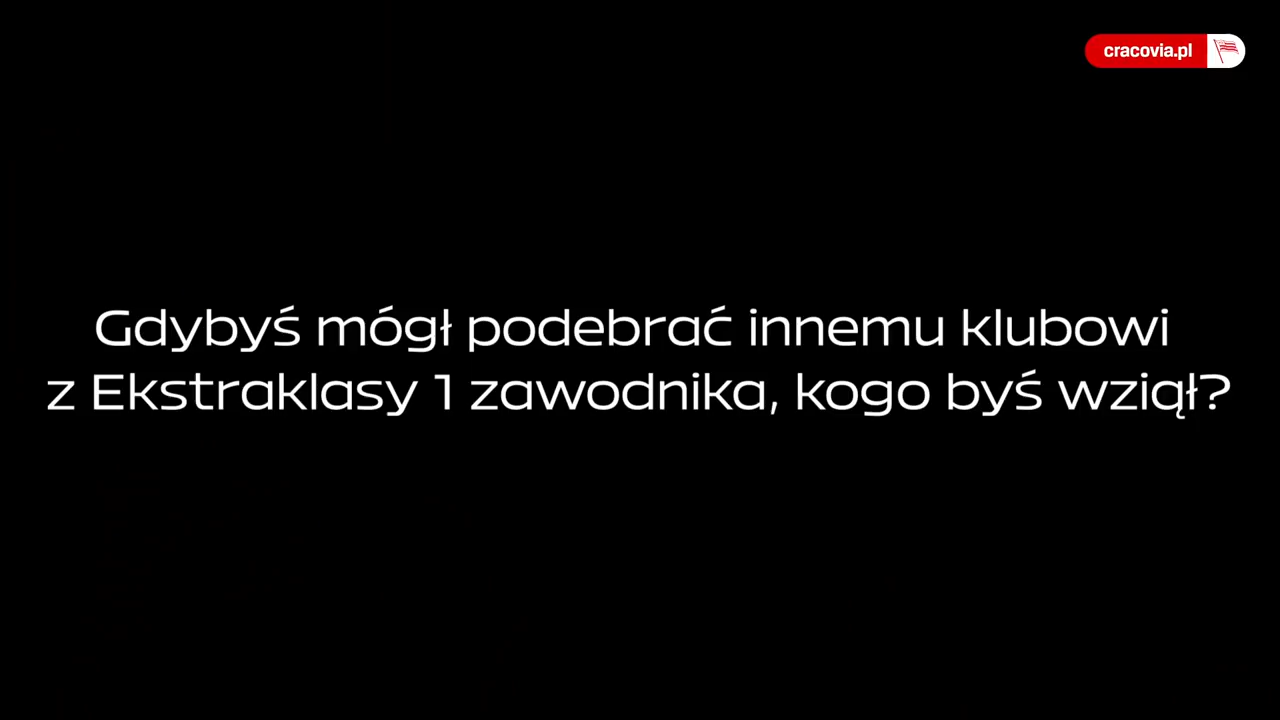 cracovia.pl
Gdybyś mógł podebrać innemu klubowi
z Ekstraklasy 1 zawodnika, kogo byś wziął?